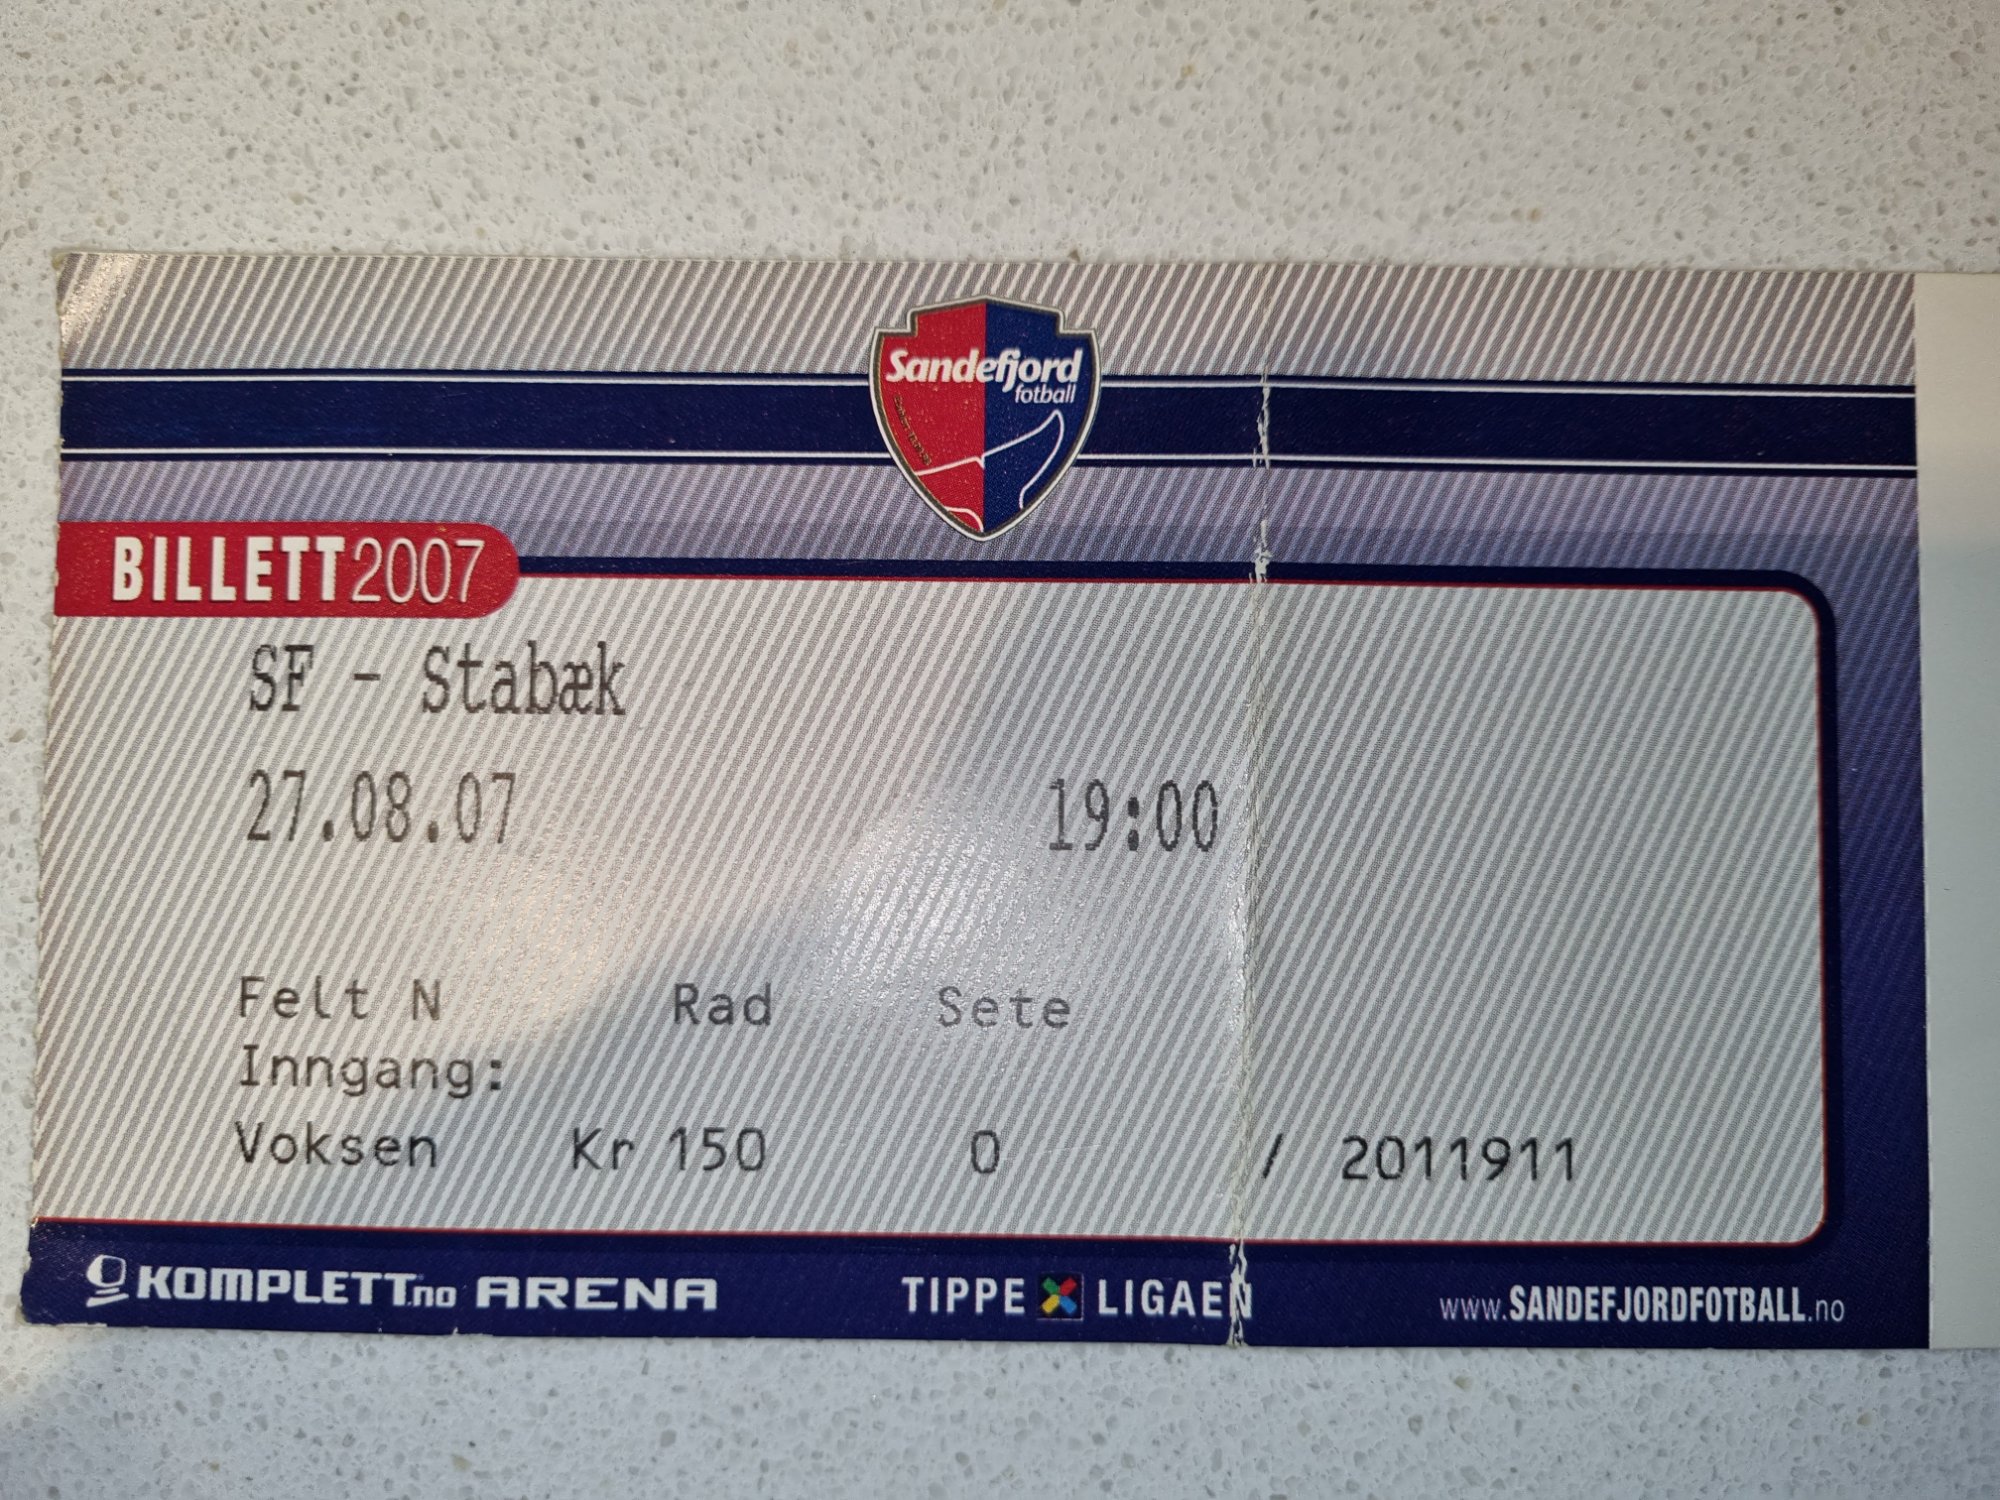 Sandefjord
fotball
BILLETT2007
SF - Stabæk
27.08.07 19:00
Felt N Rad Sete
Inngang:
Voksen Kr 150 0 / 2011911
KOMPLETT.no ARENA TIPPE LIGAEN www.SANDEFJORDFOTBALL.no